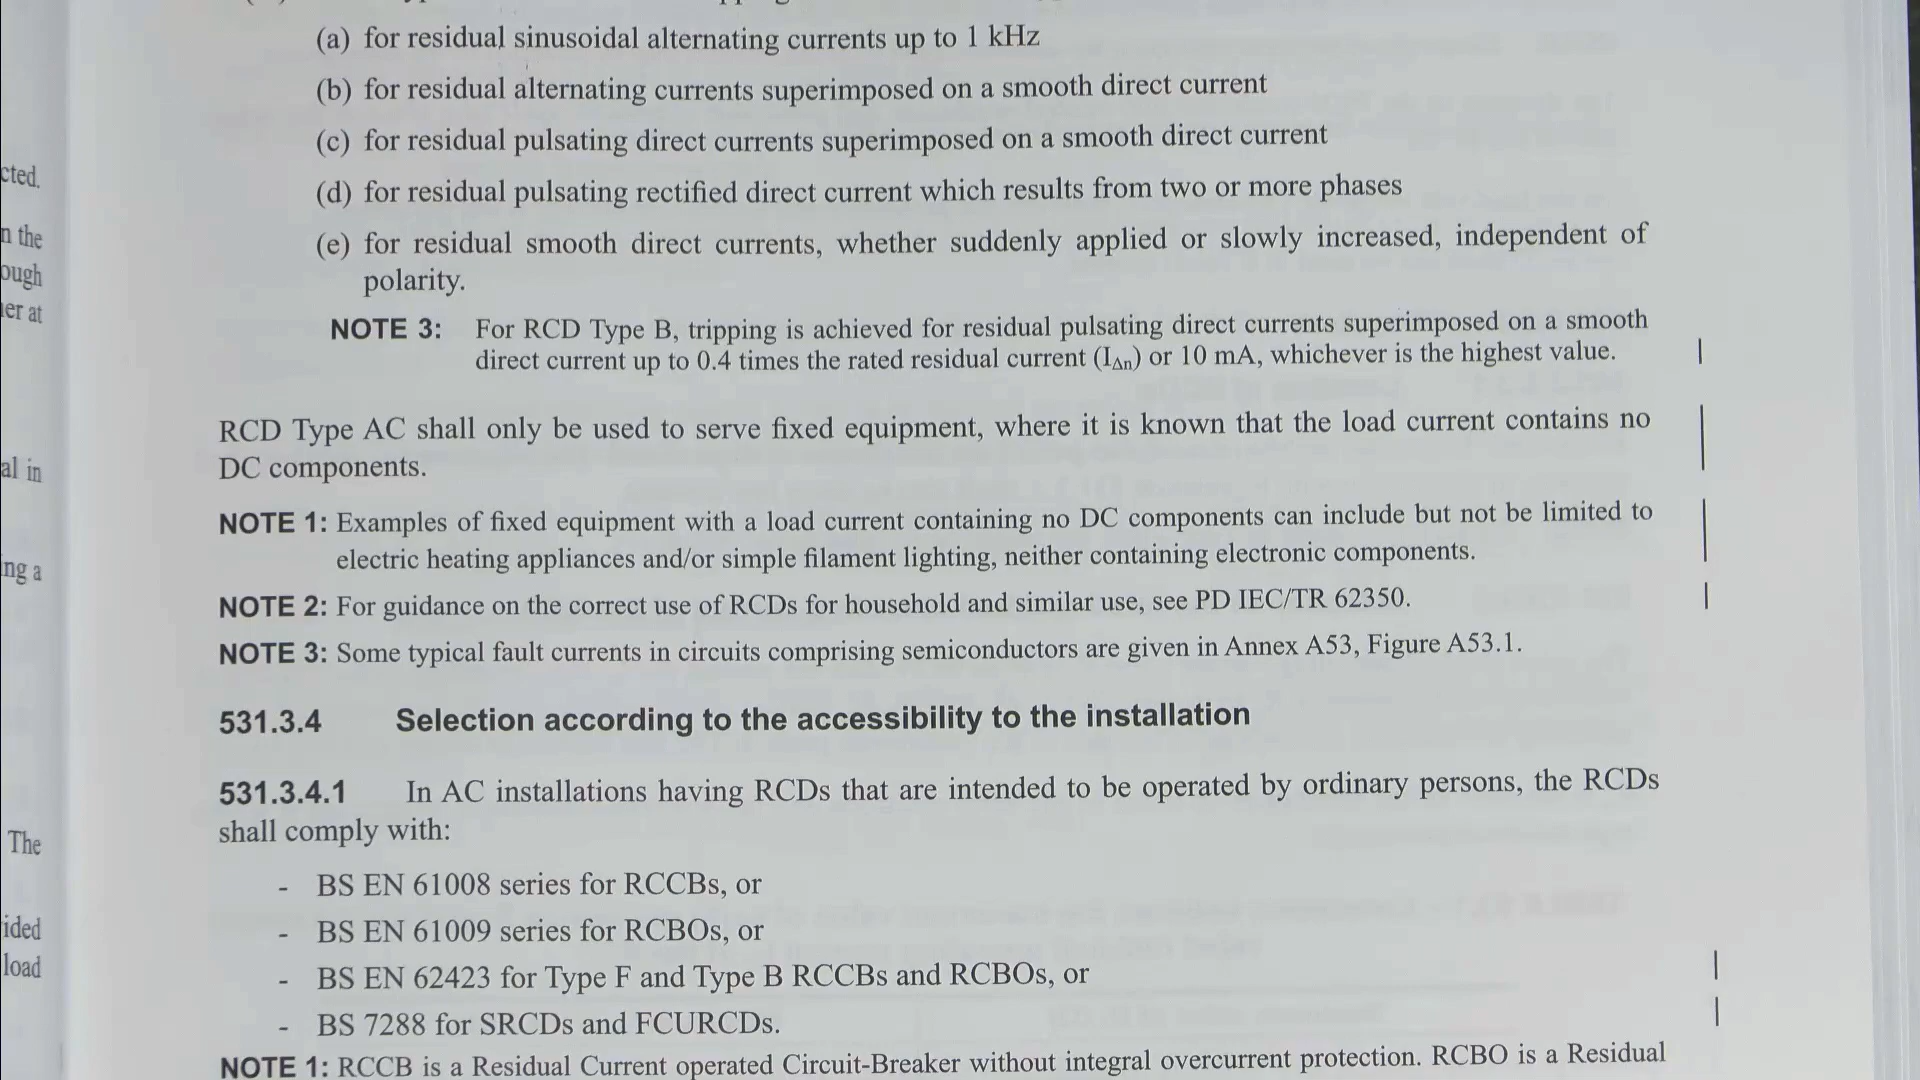 (a) for residual sinusoidal alternating currents up to 1 kHz
(b) for residual alternating currents superimposed on a smooth direct current
(c) for residual pulsating direct currents superimposed on a smooth direct current
(d) for residual pulsating rectified direct current which results from two or more phases
(e) for residual smooth direct currents, whether suddenly applied or slowly increased, independent of
polarity.
NOTE 3: For RCD Type B, tripping is achieved for residual pulsating direct currents superimposed on a smooth
direct current up to 0.4 times the rated residual current (IΔn) or 10 mA, whichever is the highest value.
RCD Type AC shall only be used to serve fixed equipment, where it is known that the load current contains no
DC components.
NOTE 1: Examples of fixed equipment with a load current containing no DC components can include but not be limited to
electric heating appliances and/or simple filament lighting, neither containing electronic components.
NOTE 2: For guidance on the correct use of RCDs for household and similar use, see PD IEC/TR 62350.
NOTE 3: Some typical fault currents in circuits comprising semiconductors are given in Annex A53, Figure A53.1.
531.3.4 Selection according to the accessibility to the installation
531.3.4.1 In AC installations having RCDs that are intended to be operated by ordinary persons, the RCDs
shall comply with:
- BS EN 61008 series for RCCBs, or
- BS EN 61009 series for RCBOs, or
- BS EN 62423 for Type F and Type B RCCBs and RCBOs, or
- BS 7288 for SRCDs and FCURCDs.
NOTE 1: RCCB is a Residual Current operated Circuit-Breaker without integral overcurrent protection. RCBO is a Residual
cted.
n the
ough
er at
al in
ng a
The
ided
load